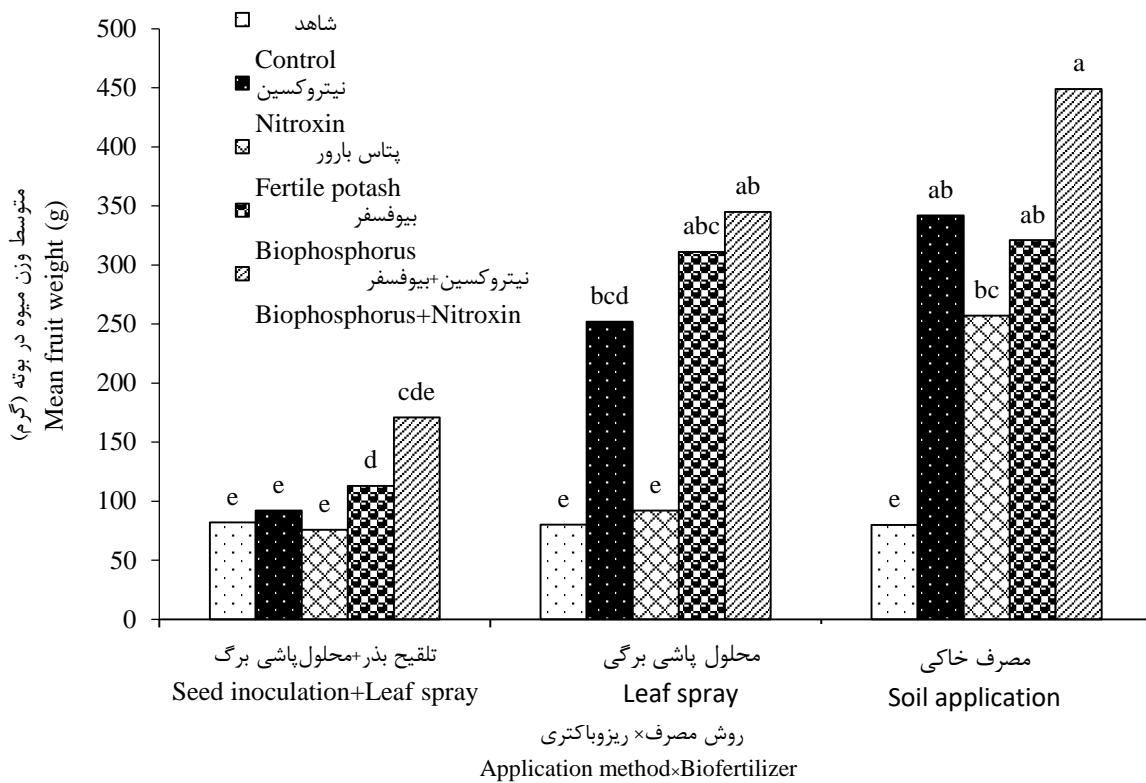 متوسط وزن میوه در بوته (گرم)
Mean fruit weight (g)
500
450
400
350
300
250
200
150
100
50
0
شاهد
Control
نیتروکسین
Nitroxin
پتاس بارور
Fertile potash
بیوفسفر
Biophosphorus
نیتروکسین+بیوفسفر
Biophosphorus+Nitroxin
e
e
e
d
cde
e
bcd
e
abc
ab
e
ab
bc
ab
a
تلقیح بذر+محلول‌پاشی برگ
Seed inoculation+Leaf spray
محلول پاشی برگی
Leaf spray
مصرف خاکی
Soil application
روش مصرف× ریزوباکتری
Application method×Biofertilizer